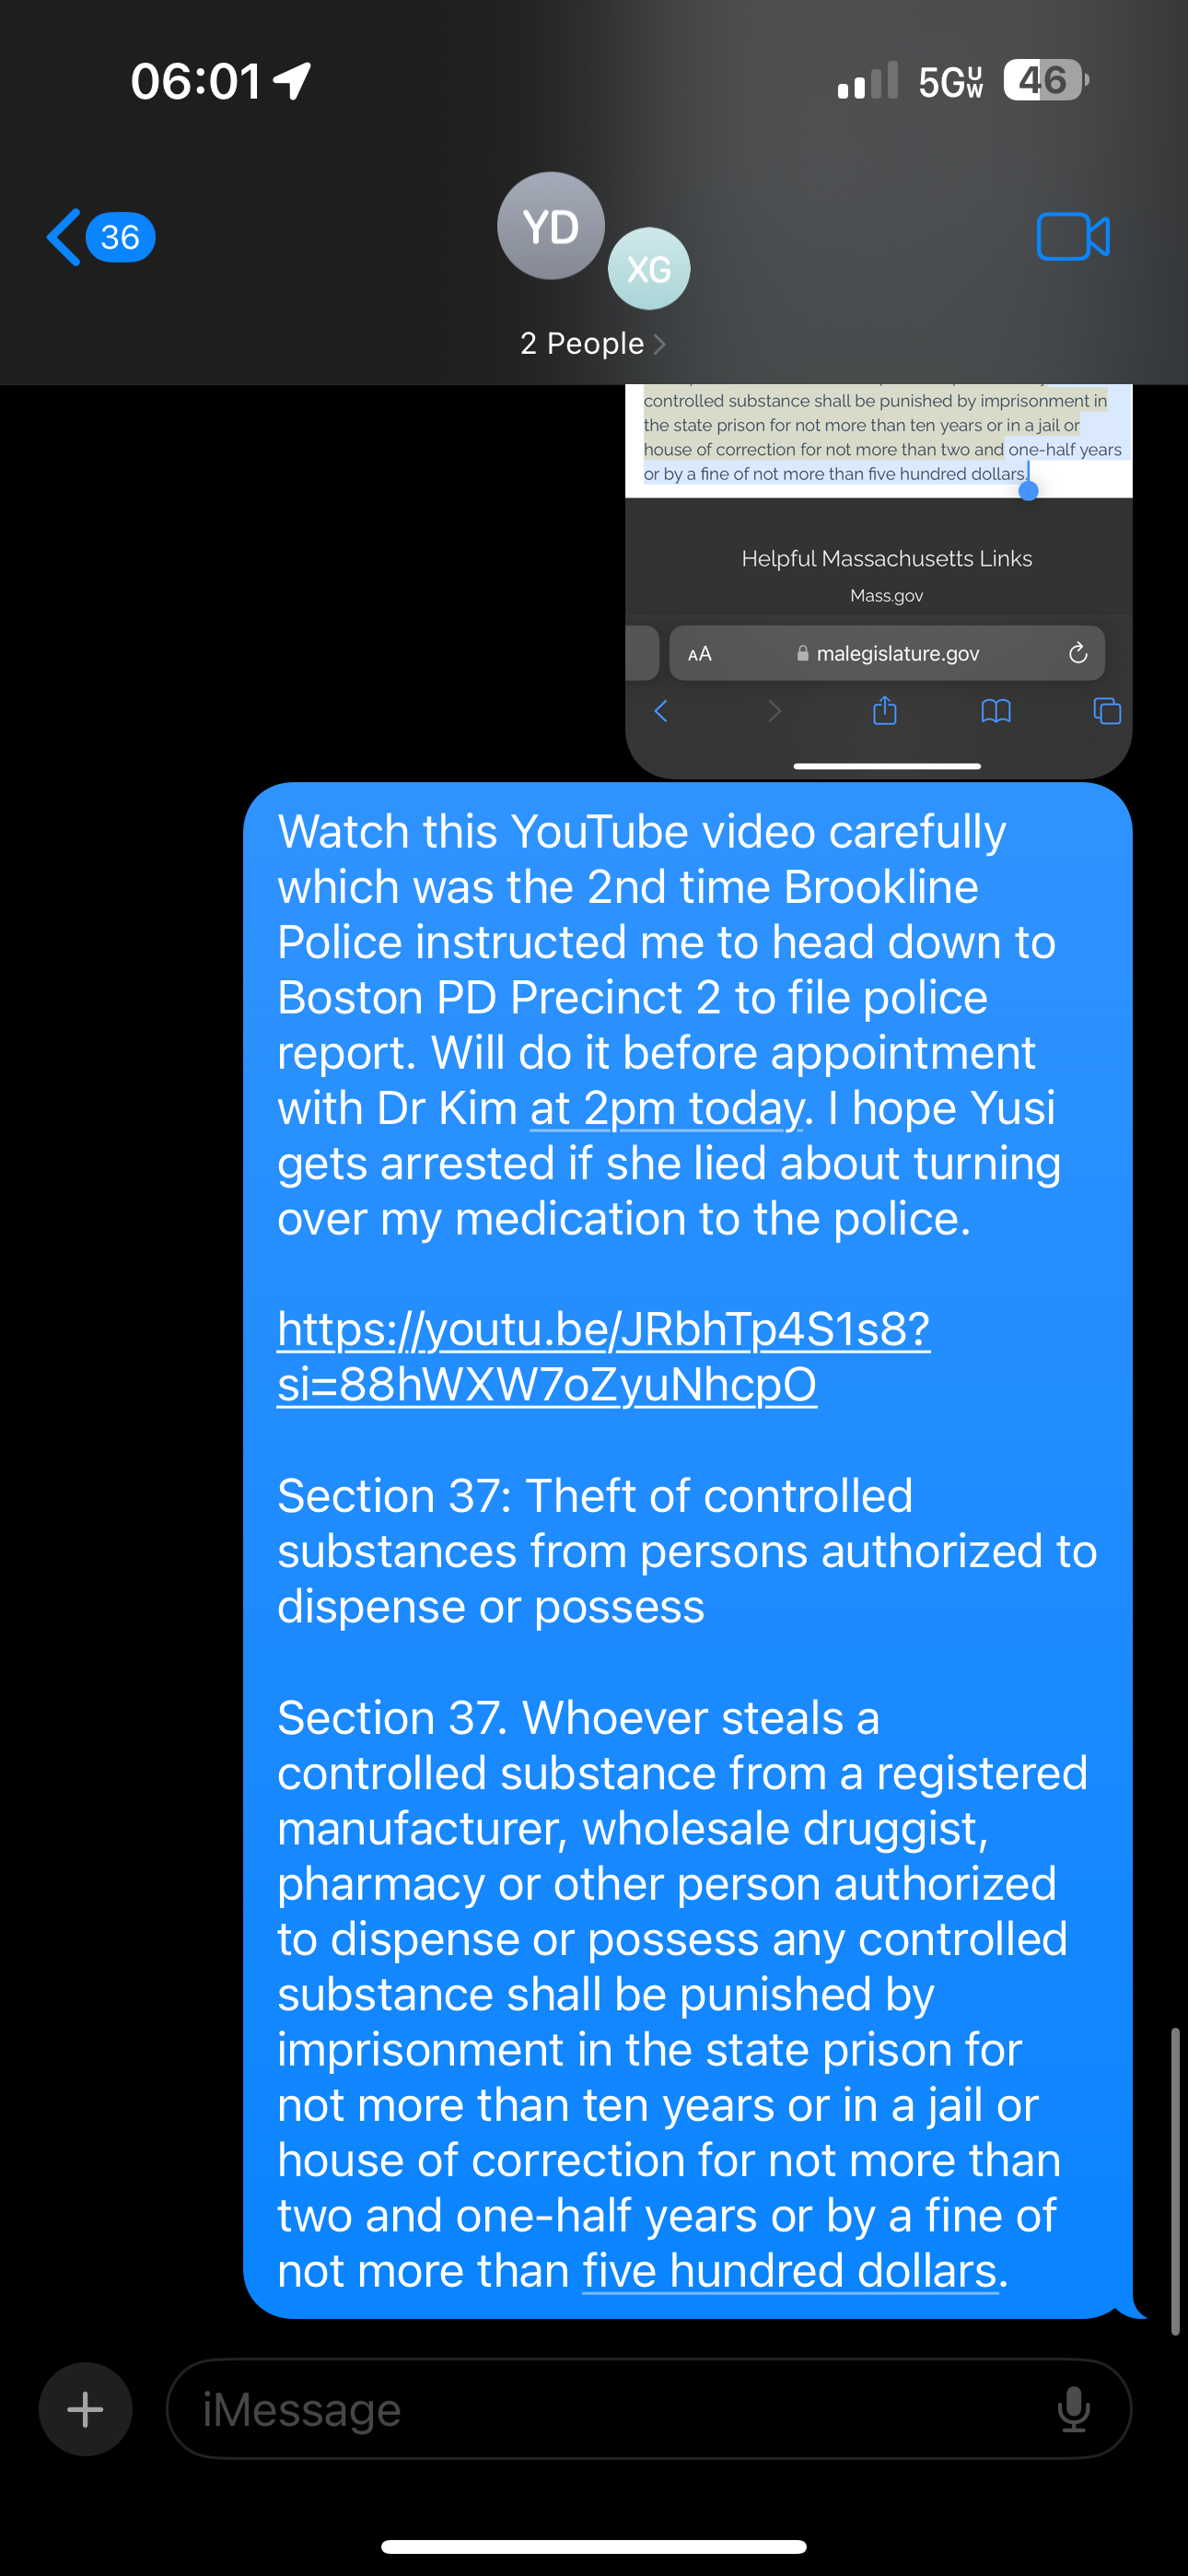 06:01
5G UW
46
36
YD
XG
2 People
controlled substance shall be punished by imprisonment in
the state prison for not more than ten years or in a jail or
house of correction for not more than two and one-half years
or by a fine of not more than five hundred dollars.
Helpful Massachusetts Links
Mass.gov
AA
malegislature.gov
Watch this YouTube video carefully
which was the 2nd time Brookline
Police instructed me to head down to
Boston PD Precinct 2 to file police
report. Will do it before appointment
with Dr Kim at 2pm today. I hope Yusi
gets arrested if she lied about turning
over my medication to the police.
https://youtu.be/JRbhTp4S1s8?
si=88hWXW7oZyuNhcpO
Section 37: Theft of controlled
substances from persons authorized to
dispense or possess
Section 37. Whoever steals a
controlled substance from a registered
manufacturer, wholesale druggist,
pharmacy or other person authorized
to dispense or possess any controlled
substance shall be punished by
imprisonment in the state prison for
not more than ten years or in a jail or
house of correction for not more than
two and one-half years or by a fine of
not more than five hundred dollars.
iMessage